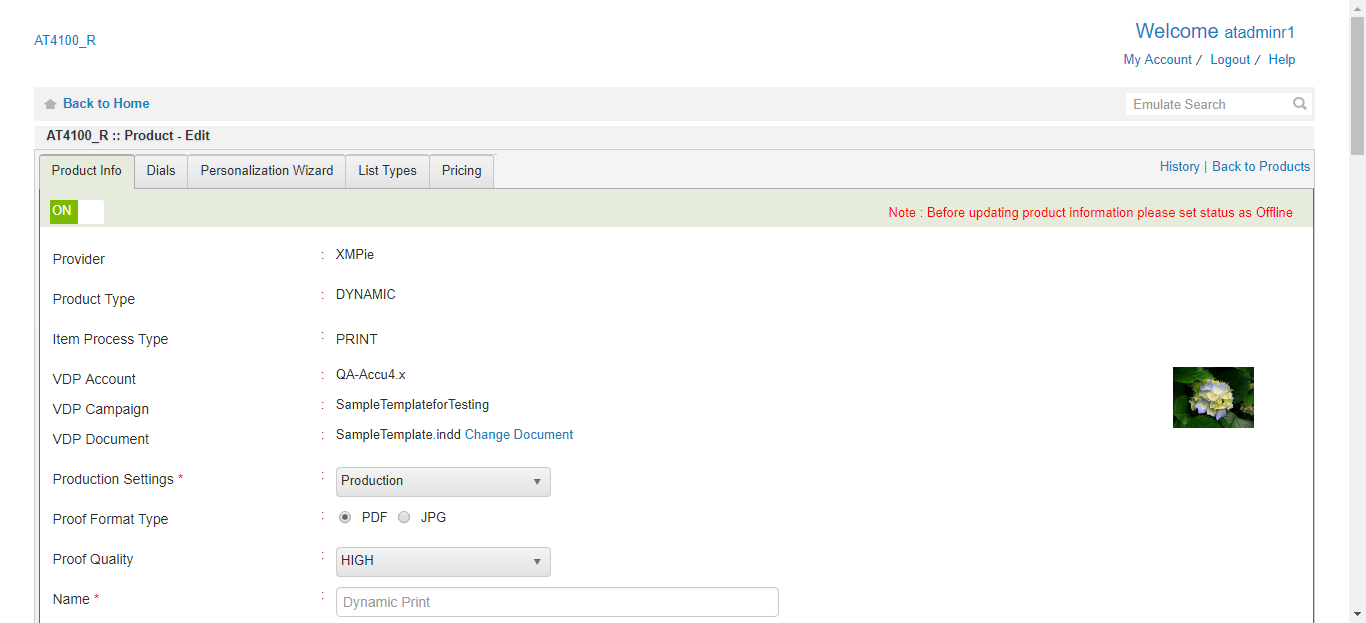 AT4100_R
Welcome atadminr1
My Account / Logout / Help
Back to Home
Emulate Search
AT4100_R :: Product - Edit
Product Info Dials Personalization Wizard List Types Pricing
History | Back to Products
ON
Note : Before updating product information please set status as Offline
Provider : XMPie
Product Type : DYNAMIC
Item Process Type : PRINT
VDP Account : QA-Accu4.x
VDP Campaign : SampleTemplateforTesting
VDP Document : SampleTemplate.indd Change Document
Production Settings * : Production
Proof Format Type : PDF JPG
Proof Quality : HIGH
Name * : Dynamic Print